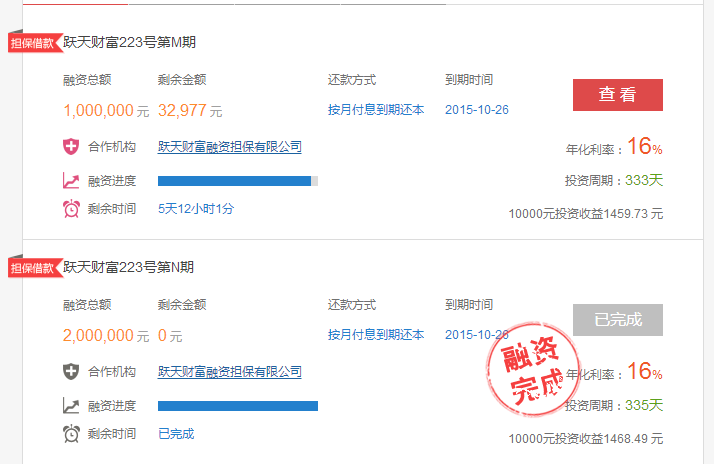 担保借款
跃天财富223号第M期
融资总额 剩余金额 还款方式 到期时间
查 看
1,000,000 元 32,977 元 按月付息到期还本 2015-10-26
合作机构 跃天财富融资担保有限公司
年化利率：16%
融资进度
投资周期：333天
剩余时间 5天12小时1分
10000元投资收益1459.73 元
担保借款
跃天财富223号第N期
融资总额 剩余金额 还款方式 到期时间
已完成
2,000,000 元 0 元 按月付息到期还本 2015-10-26
融资
完成
合作机构 跃天财富融资担保有限公司
年化利率：16%
融资进度
投资周期：335天
剩余时间 已完成
10000元投资收益1468.49 元